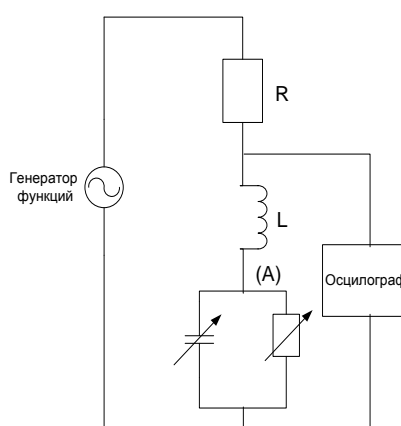 R
Генератор
функций
L
(A)
Осцилограф